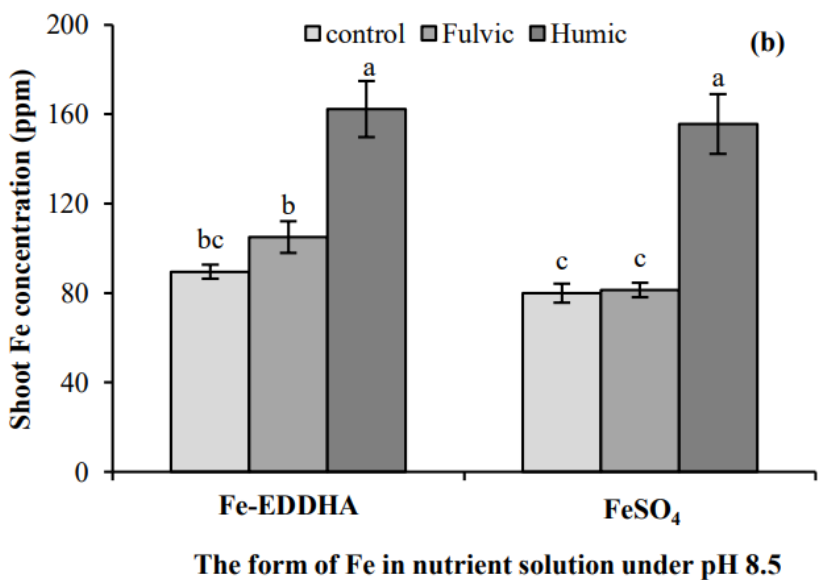 200
control Fulvic Humic
(b)
160
120
80
40
0
Shoot Fe concentration (ppm)
bc
b
a
c
c
a
Fe-EDDHA
FeSO₄
The form of Fe in nutrient solution under pH 8.5